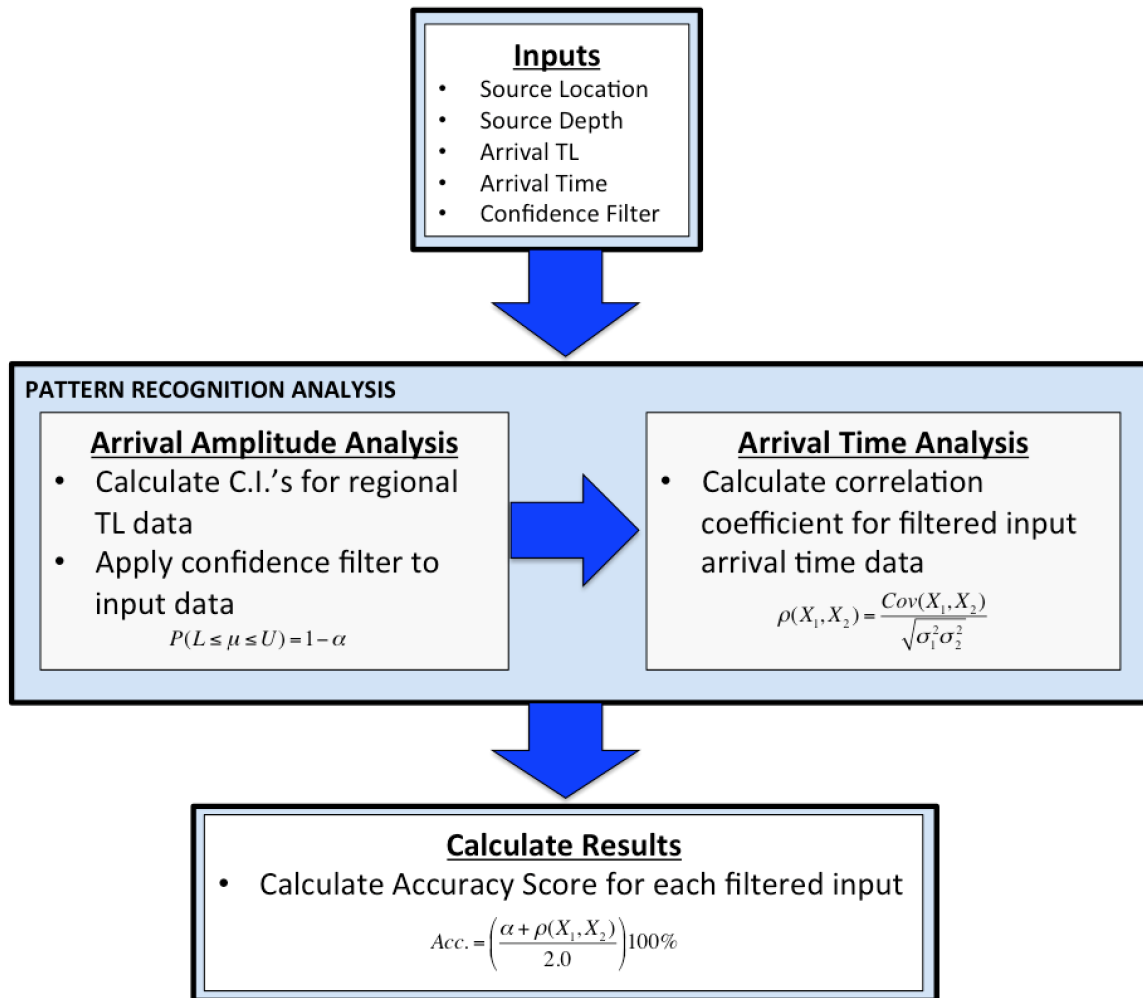 Inputs
• Source Location
• Source Depth
• Arrival TL
• Arrival Time
• Confidence Filter
PATTERN RECOGNITION ANALYSIS
Arrival Amplitude Analysis
• Calculate C.I.'s for regional
TL data
• Apply confidence filter to
input data
P(L ≤ μ ≤ U) = 1 − α
Arrival Time Analysis
• Calculate correlation
coefficient for filtered input
arrival time data
ρ(X₁, X₂) = Cov(X₁, X₂) / √(σ₁²σ₂²)
Calculate Results
• Calculate Accuracy Score for each filtered input
Acc. = ((α + ρ(X₁, X₂)) / 2.0) 100%